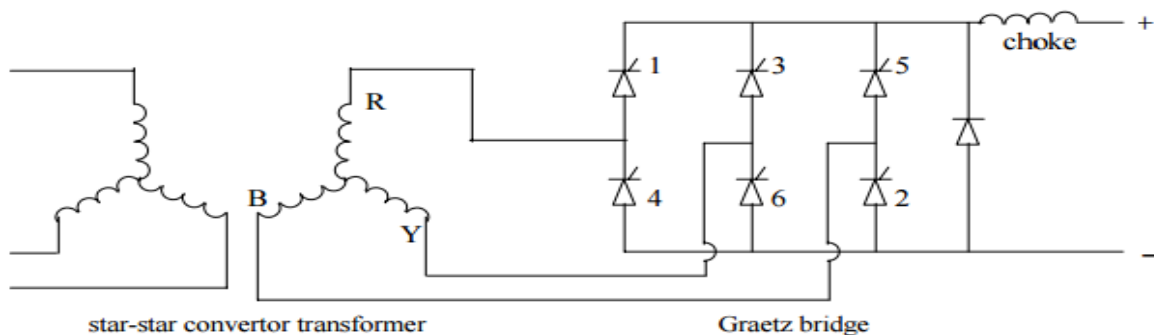 +
choke
1 3 5
R
B
4 6 2
Y
−
star-star convertor transformer Graetz bridge